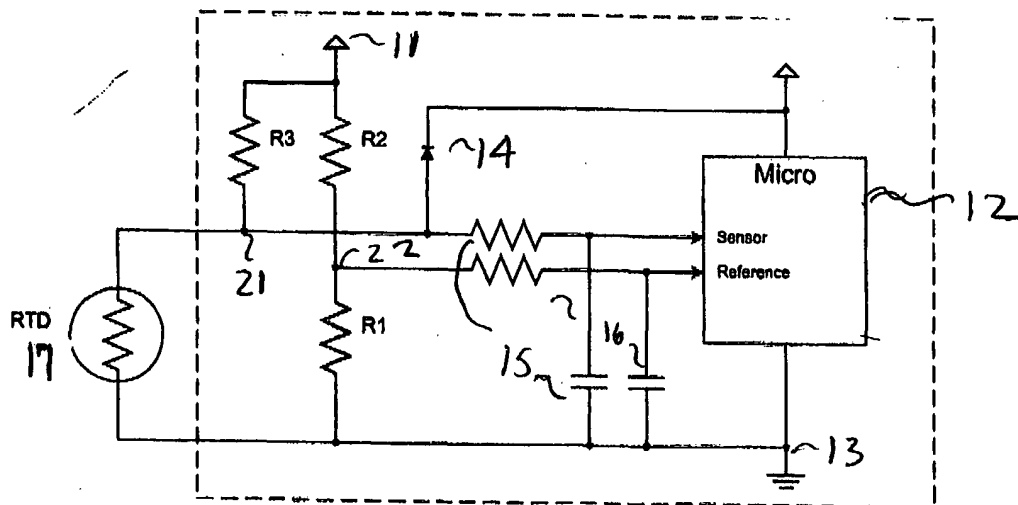 11
R3
R2
14
Micro
12
Sensor
22
Reference
21
RTD
17
R1
15
16
13